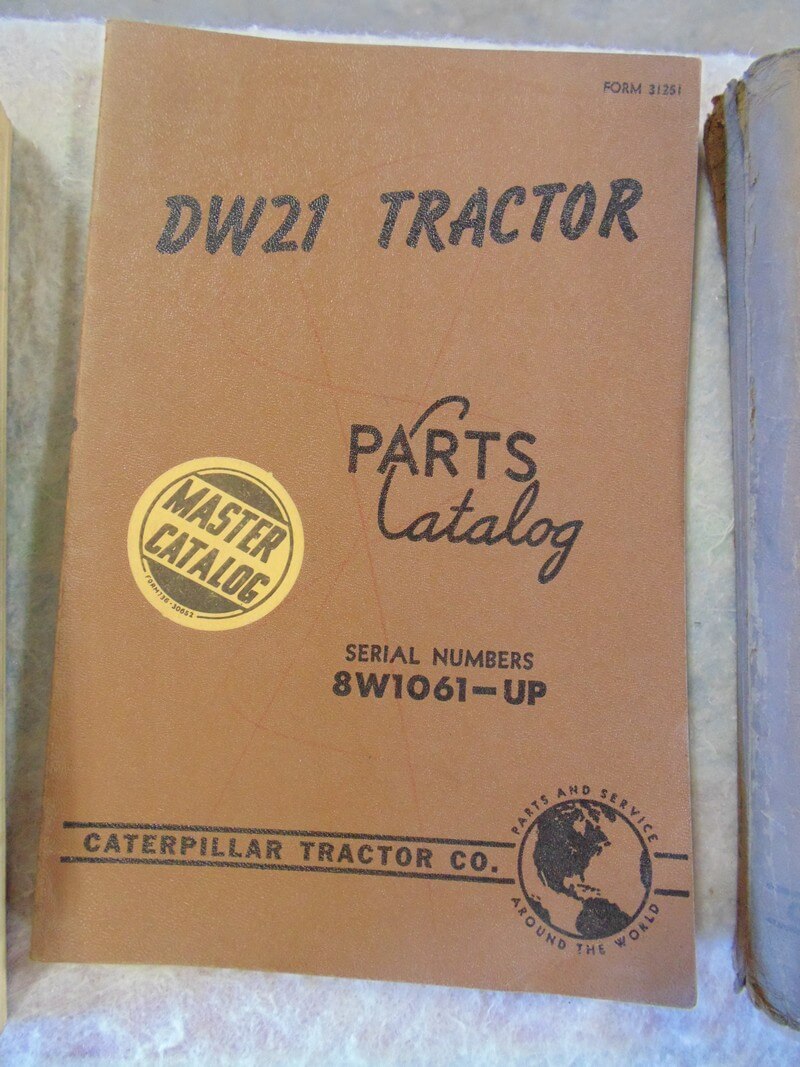 FORM 31251
DW21 TRACTOR
PARTS
Catalog
MASTER
CATALOG
SERIAL NUMBERS
8W1061-UP
PARTS AND SERVICE
CATERPILLAR TRACTOR CO.
AROUND THE WORLD